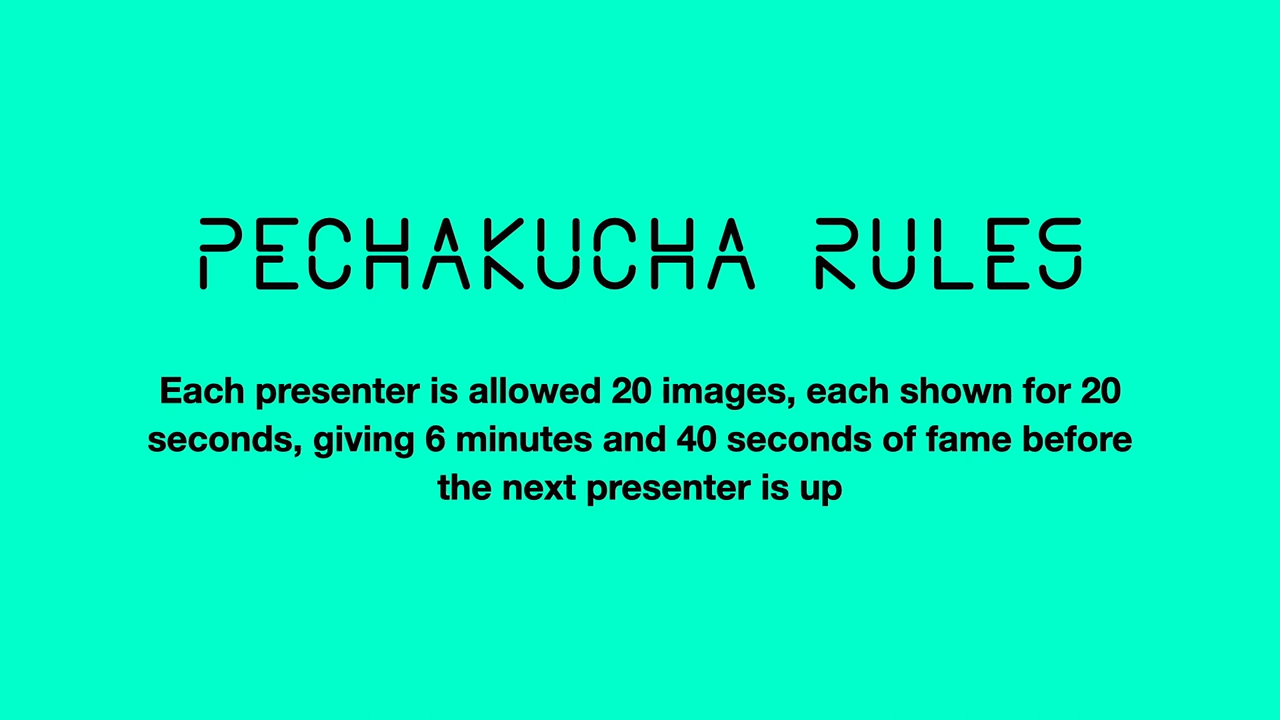 PECHAKUCHA RULES
Each presenter is allowed 20 images, each shown for 20
seconds, giving 6 minutes and 40 seconds of fame before
the next presenter is up